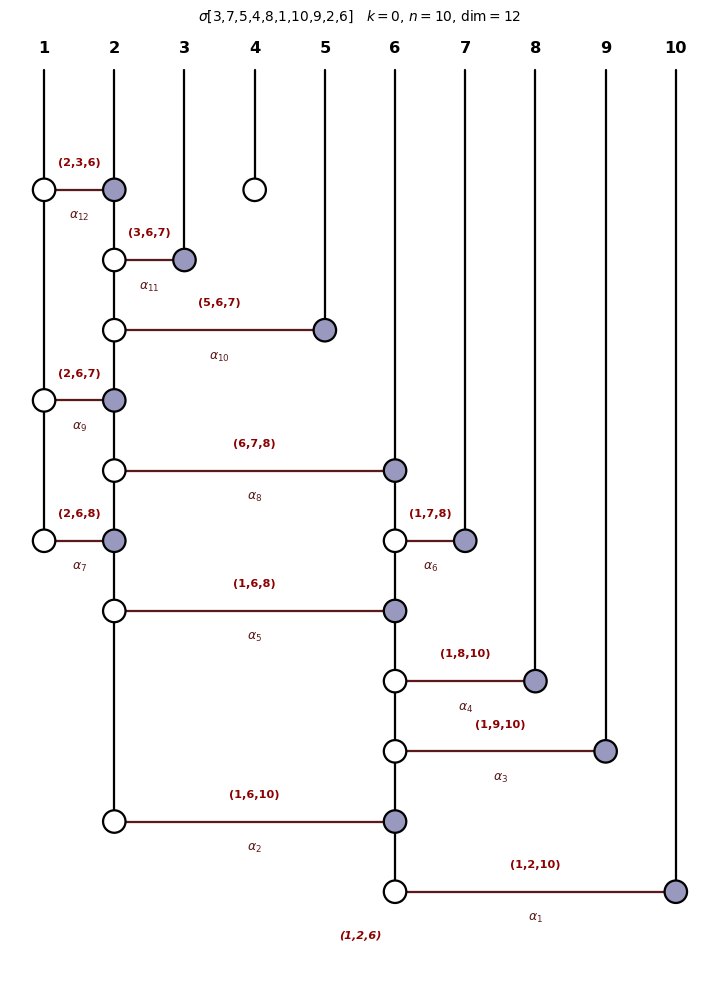 σ[3,7,5,4,8,1,10,9,2,6] k = 0, n = 10, dim = 12
1 2 3 4 5 6 7 8 9 10
(2,3,6)
α₁₂
(3,6,7)
α₁₁
(5,6,7)
α₁₀
(2,6,7)
α₉
(6,7,8)
α₈
(2,6,8) (1,7,8)
α₇ α₆
(1,6,8)
α₅
(1,8,10)
α₄
(1,9,10)
α₃
(1,6,10)
α₂
(1,2,10)
α₁
(1,2,6)